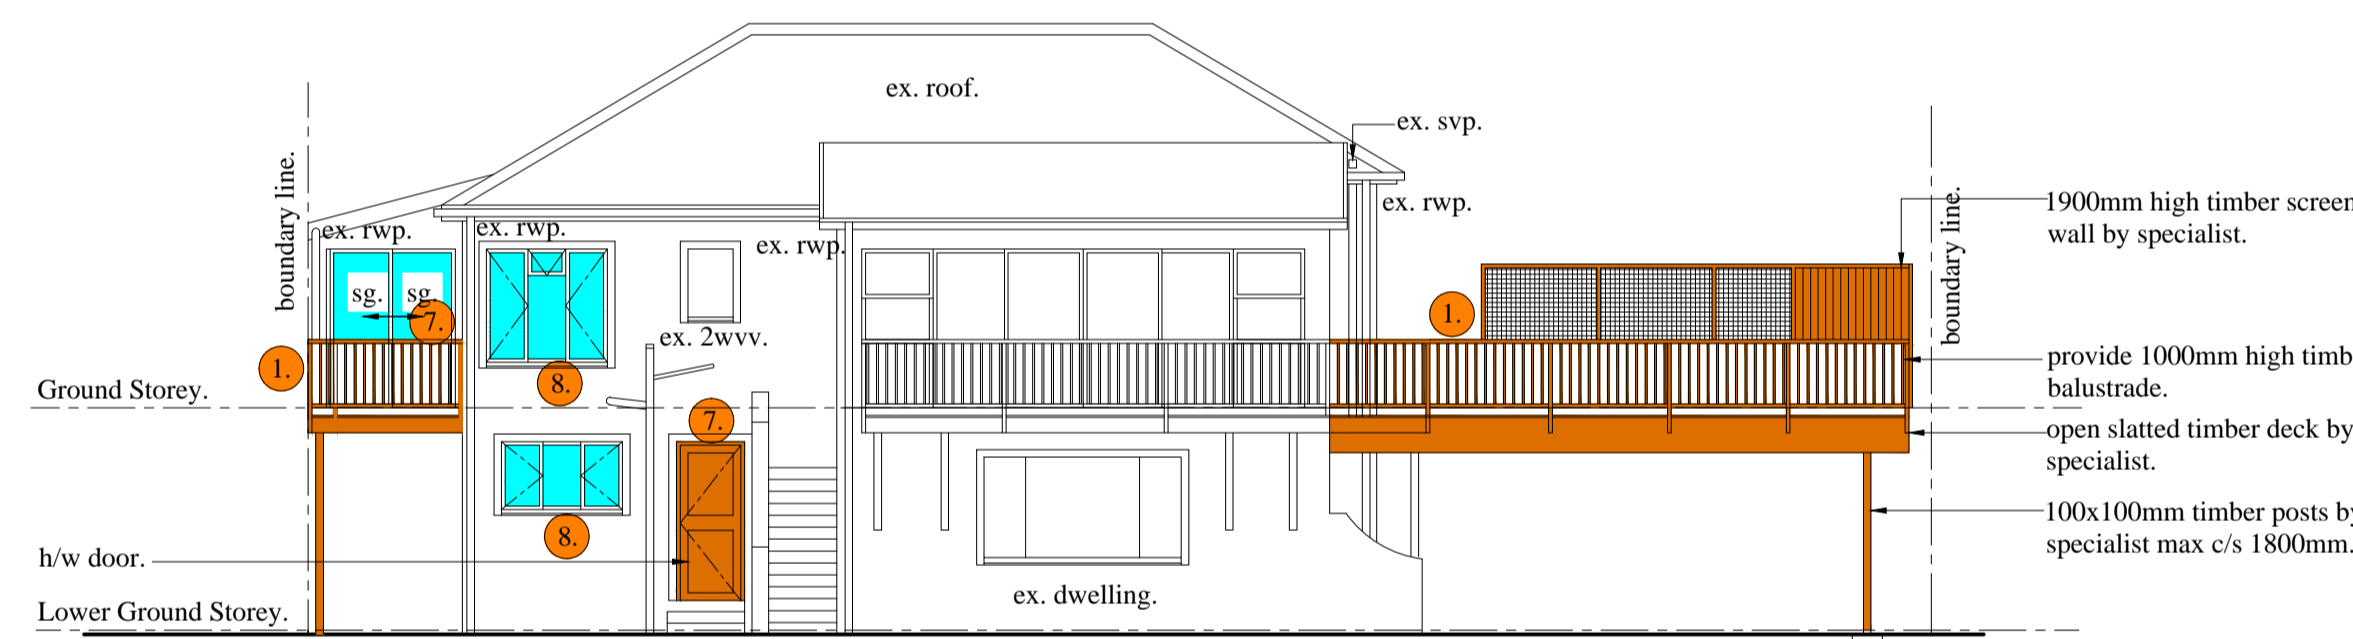 ex. roof.
ex. svp.
boundary line.
ex. rwp.
ex. rwp.
ex. rwp.
ex. rwp.
boundary line.
1900mm high timber screen
wall by specialist.
sg. sg.
7.
1.
ex. 2wvv.
1.
8.
Ground Storey.
7.
provide 1000mm high timb
balustrade.
open slatted timber deck by
specialist.
8.
100x100mm timber posts by
specialist max c/s 1800mm.
h/w door.
ex. dwelling.
Lower Ground Storey.